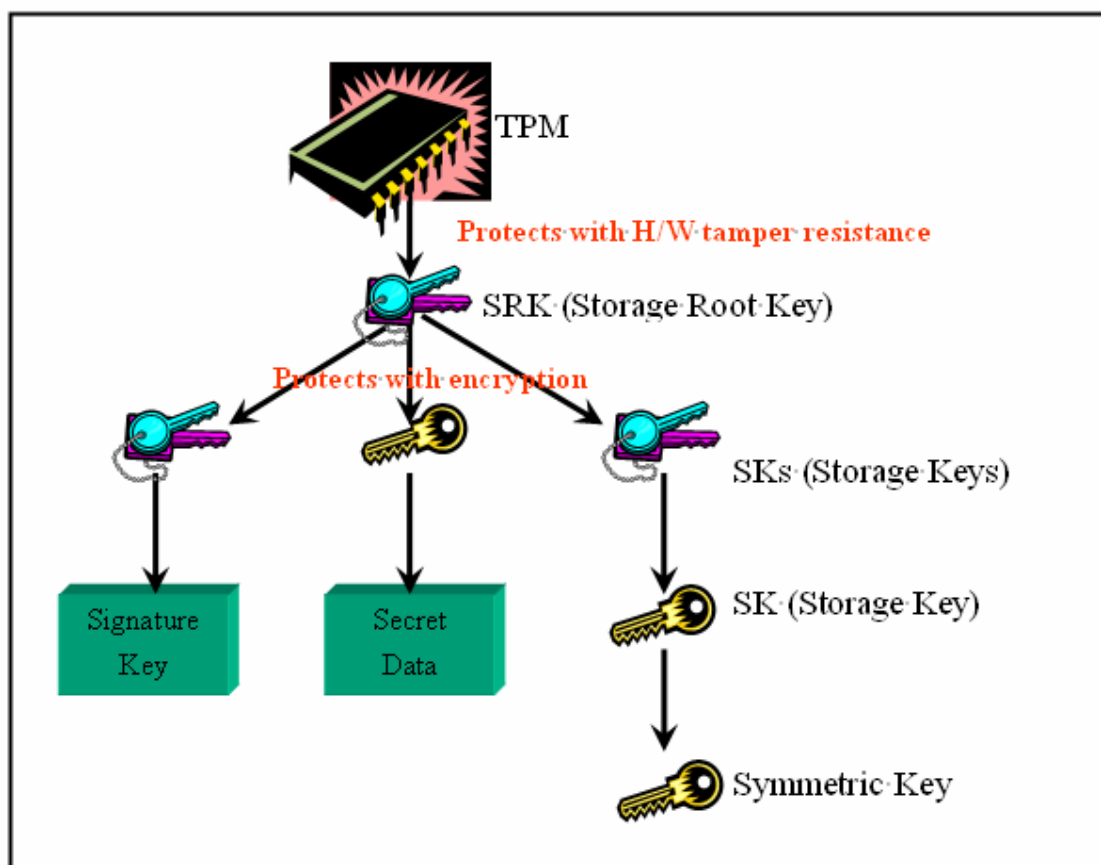 TPM
Protects with H/W tamper resistance
SRK (Storage Root Key)
Protects with encryption
SKs (Storage Keys)
Signature
Key
Secret
Data
SK (Storage Key)
Symmetric Key